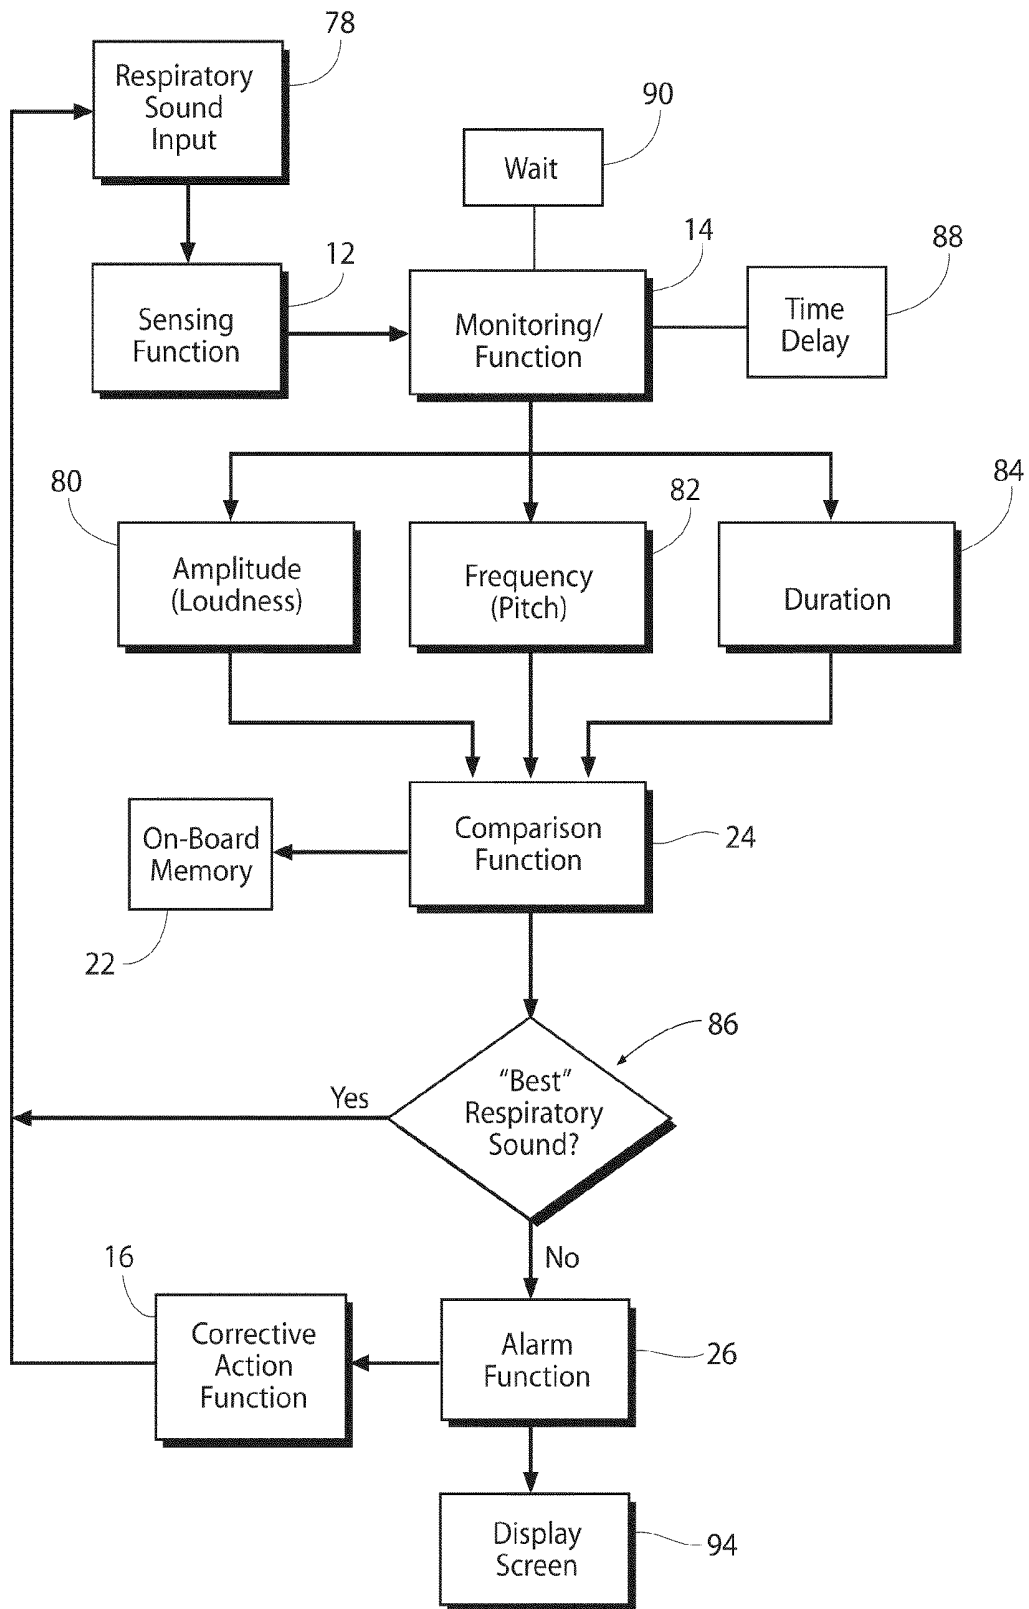 78
Respiratory
Sound
Input
90
Wait
12
14
88
Sensing
Function
Monitoring/
Function
Time
Delay
80
82
84
Amplitude
(Loudness)
Frequency
(Pitch)
Duration
On-Board
Memory
Comparison
Function
24
22
86
"Best"
Respiratory
Sound?
Yes
No
16
Corrective
Action
Function
Alarm
Function
26
Display
Screen
94